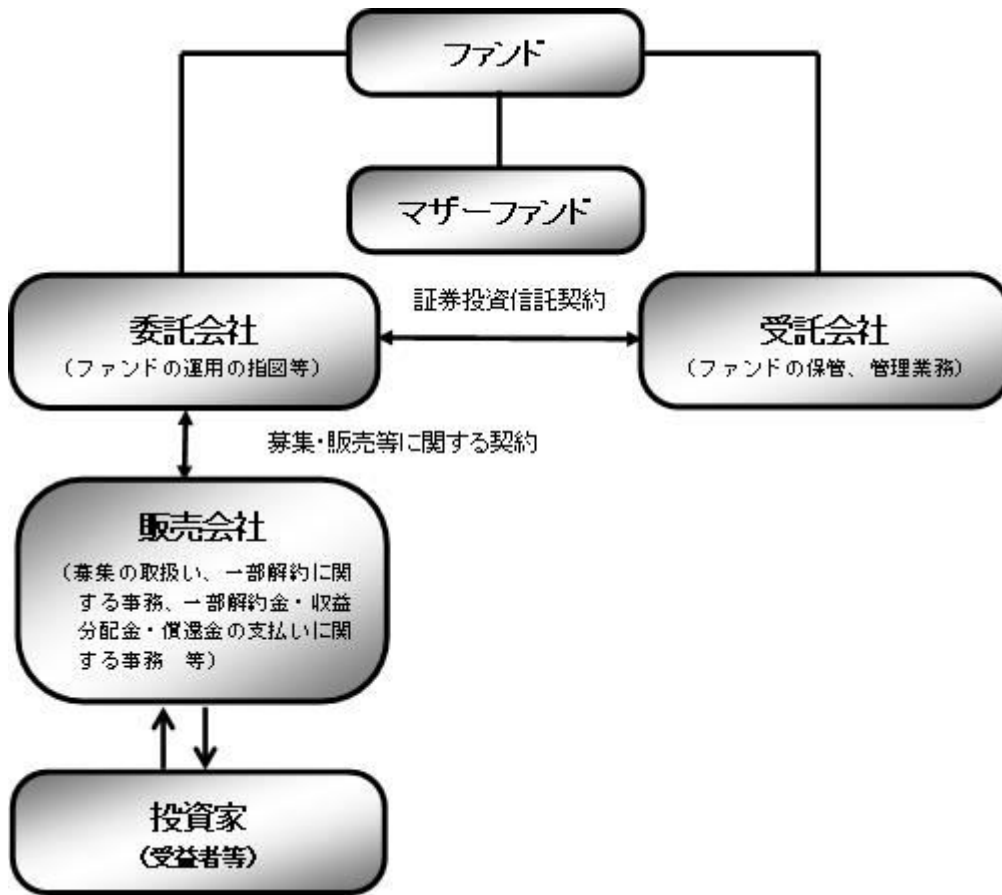 ファンド
マザーファンド
証券投資信託契約
委託会社
（ファンドの運用の指図等）
受託会社
（ファンドの保管、管理業務）
募集・販売等に関する契約
販売会社
（募集の取扱い、一部解約に関
する事務、一部解約金・収益
分配金・償還金の支払いに関
する事務　等）
投資家
（受益者等）